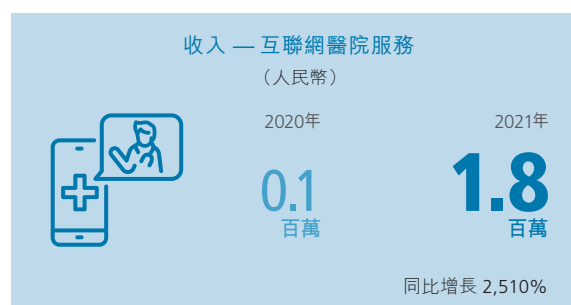 收入 — 互聯網醫院服務
（人民幣）
2020年
2021年
0.1
1.8
百萬
百萬
同比增長 2,510%